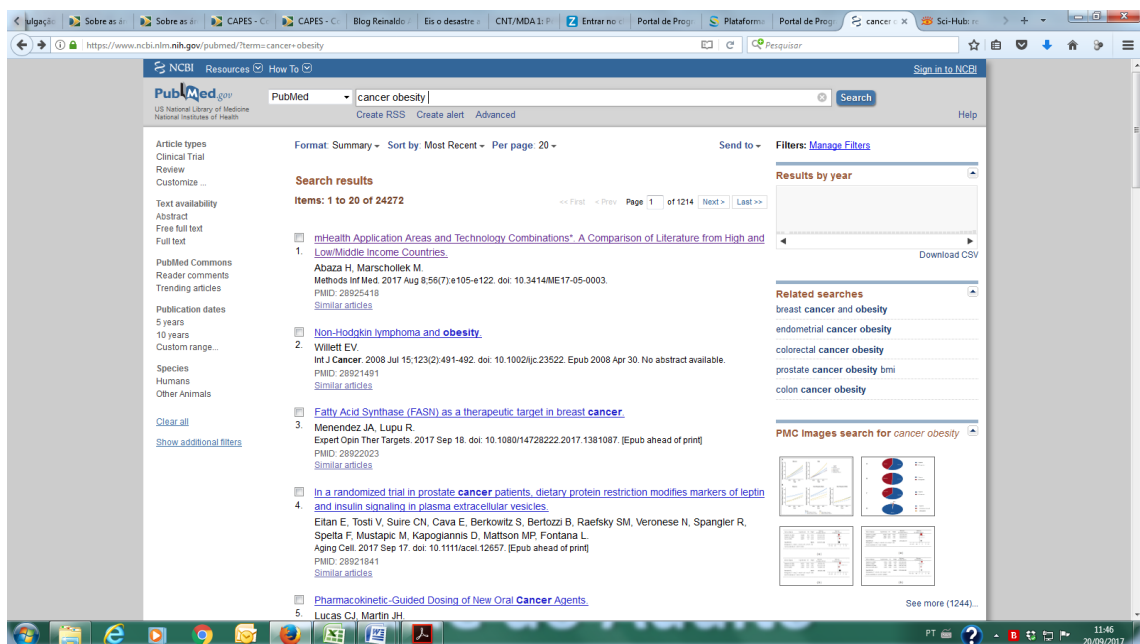 ulgação
Sobre as ár
Sobre as ár
CAPES - C
CAPES - C
Blog Reinaldo
Eis o desastre a
CNT/MDA 1:
Entrar no
Portal de Progr
Plataforma
Portal de Progr
cancer o
Sci-Hub: re
https://www.ncbi.nlm.nih.gov/pubmed/?term=cancer+obesity
Pesquisar
NCBI Resources How To
Sign in to NCBI
PubMed.gov
US National Library of Medicine
National Institutes of Health
PubMed
cancer obesity
Search
Create RSS Create alert Advanced
Help
Article types
Clinical Trial
Review
Customize ...
Text availability
Abstract
Free full text
Full text
PubMed Commons
Reader comments
Trending articles
Publication dates
5 years
10 years
Custom range...
Species
Humans
Other Animals
Clear all
Show additional filters
Format: Summary Sort by: Most Recent Per page: 20
Send to
Search results
Items: 1 to 20 of 24272
<< First < Prev Page 1 of 1214 Next > Last >>
mHealth Application Areas and Technology Combinations*. A Comparison of Literature from High and
1. Low/Middle Income Countries.
Abaza H, Marschollek M.
Methods Inf Med. 2017 Aug 8;56(7):e105-e122. doi: 10.3414/ME17-05-0003.
PMID: 28925418
Similar articles
Non-Hodgkin lymphoma and obesity.
2. Willett EV.
Int J Cancer. 2008 Jul 15;123(2):491-492. doi: 10.1002/ijc.23522. Epub 2008 Apr 30. No abstract available.
PMID: 28921491
Similar articles
Fatty Acid Synthase (FASN) as a therapeutic target in breast cancer.
3. Menendez JA, Lupu R.
Expert Opin Ther Targets. 2017 Sep 18. doi: 10.1080/14728222.2017.1381087. [Epub ahead of print]
PMID: 28922023
Similar articles
In a randomized trial in prostate cancer patients, dietary protein restriction modifies markers of leptin
4. and insulin signaling in plasma extracellular vesicles.
Eitan E, Tosti V, Suire CN, Cava E, Berkowitz S, Bertozzi B, Raefsky SM, Veronese N, Spangler R,
Spelta F, Mustapic M, Kapogiannis D, Mattson MP, Fontana L.
Aging Cell. 2017 Sep 17. doi: 10.1111/acel.12657. [Epub ahead of print]
PMID: 28921841
Similar articles
Pharmacokinetic-Guided Dosing of New Oral Cancer Agents.
5. Lucas CJ, Martin JH.
Filters: Manage Filters
Results by year
Download CSV
Related searches
breast cancer and obesity
endometrial cancer obesity
colorectal cancer obesity
prostate cancer obesity bmi
colon cancer obesity
PMC Images search for cancer obesity
See more (1244)...
PT
11:46
20/09/2017